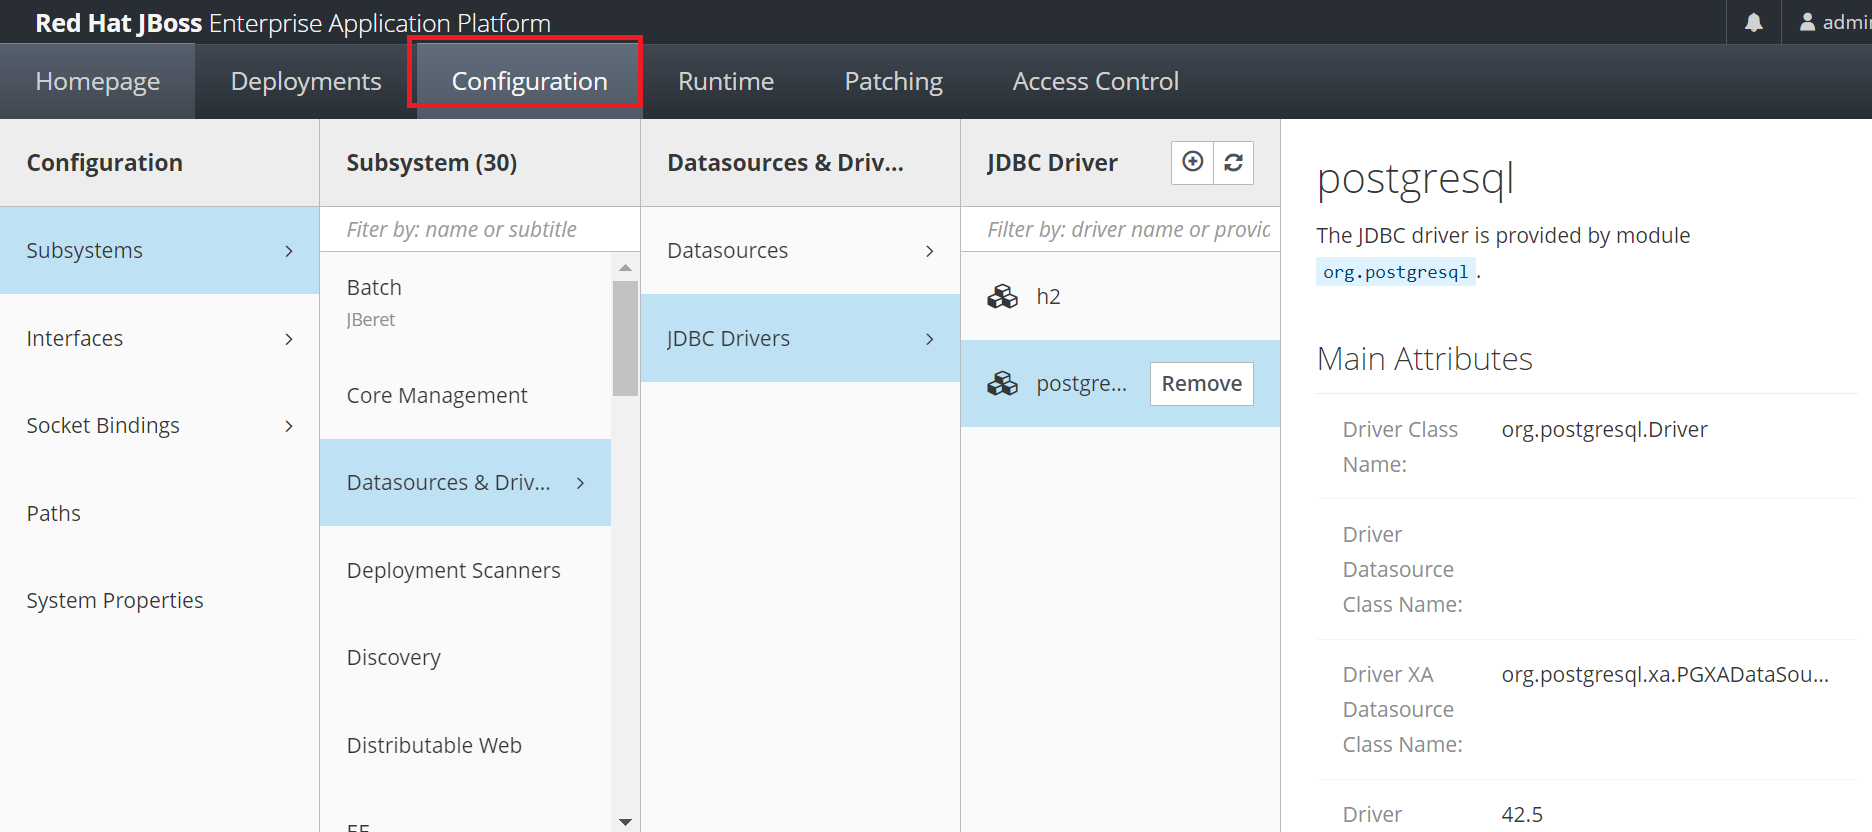 Red Hat JBoss Enterprise Application Platform
admin
Homepage
Deployments
Configuration
Runtime
Patching
Access Control
Configuration
Subsystems
Interfaces
Socket Bindings
Paths
System Properties
Subsystem (30)
Fiter by: name or subtitle
Batch
JBeret
Core Management
Datasources & Driv...
Deployment Scanners
Discovery
Distributable Web
EE
Datasources & Driv...
Datasources
JDBC Drivers
JDBC Driver
Filter by: driver name or provid
h2
postgre...
Remove
postgresql
The JDBC driver is provided by module
org.postgresql.
Main Attributes
Driver Class
Name:
org.postgresql.Driver
Driver
Datasource
Class Name:
Driver XA
Datasource
Class Name:
org.postgresql.xa.PGXADataSou...
Driver
42.5